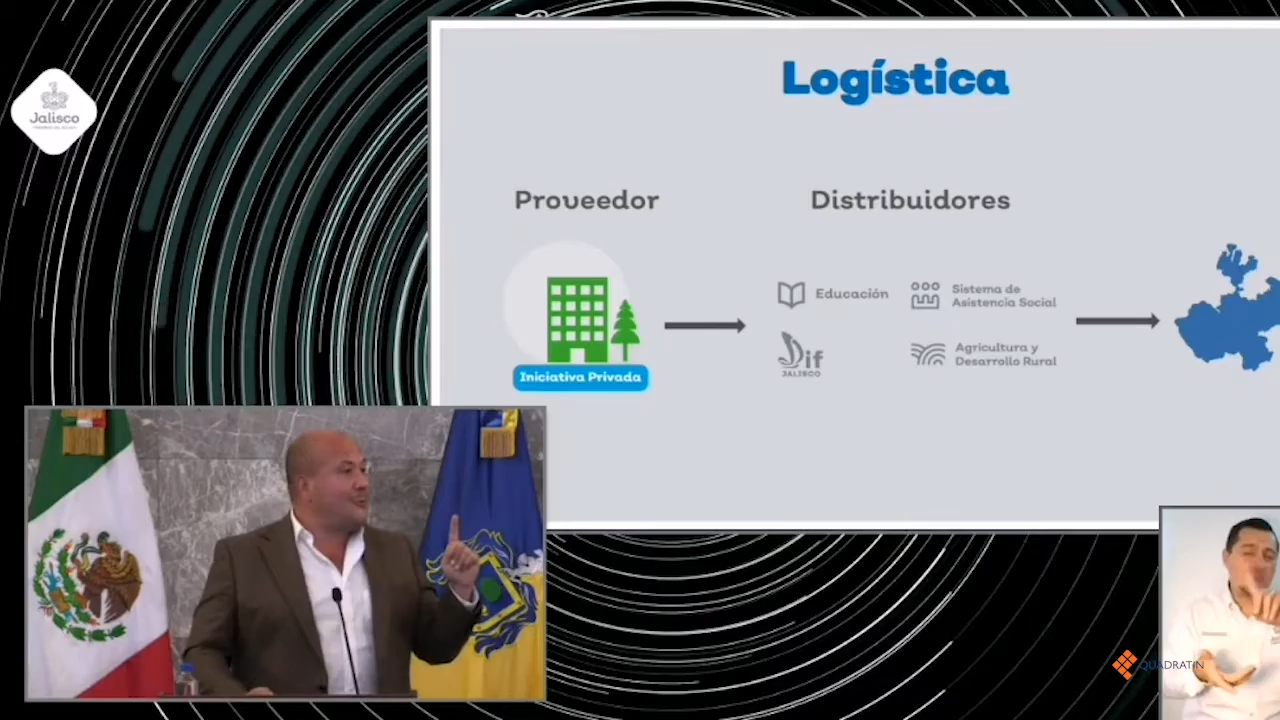 Logística
Jalisco
Proveedor
Distribuidores
Educación
Sistema de
Asistencia Social
Dif
JALISCO
Agricultura y
Desarrollo Rural
Iniciativa Privada
QUADRATIN